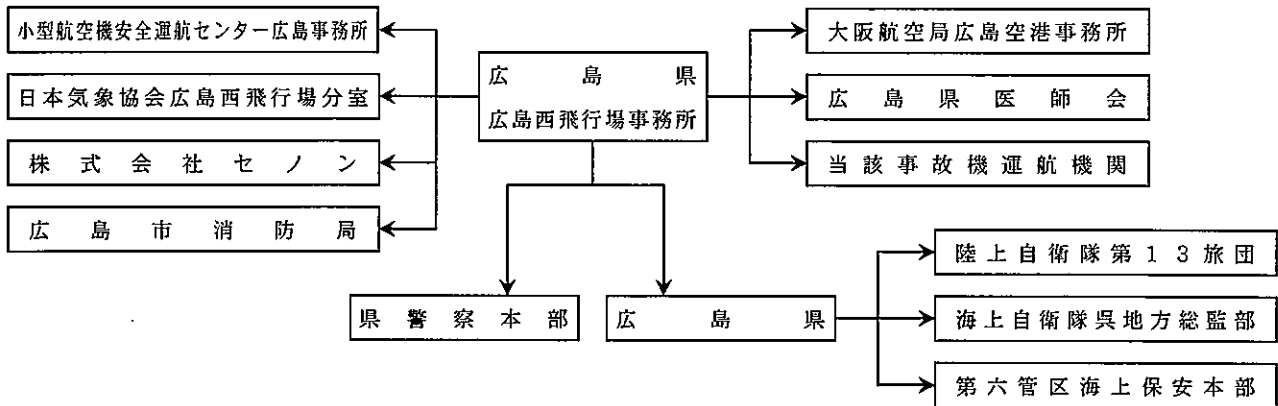 小型航空機安全運航センター広島事務所
日本気象協会広島西飛行場分室
株式会社セノン
広島市消防局
広島県
広島西飛行場事務所
大阪航空局広島空港事務所
広島県医師会
当該事故機運航機関
県警察本部
広島県
陸上自衛隊第１３旅団
海上自衛隊呉地方総監部
第六管区海上保安本部